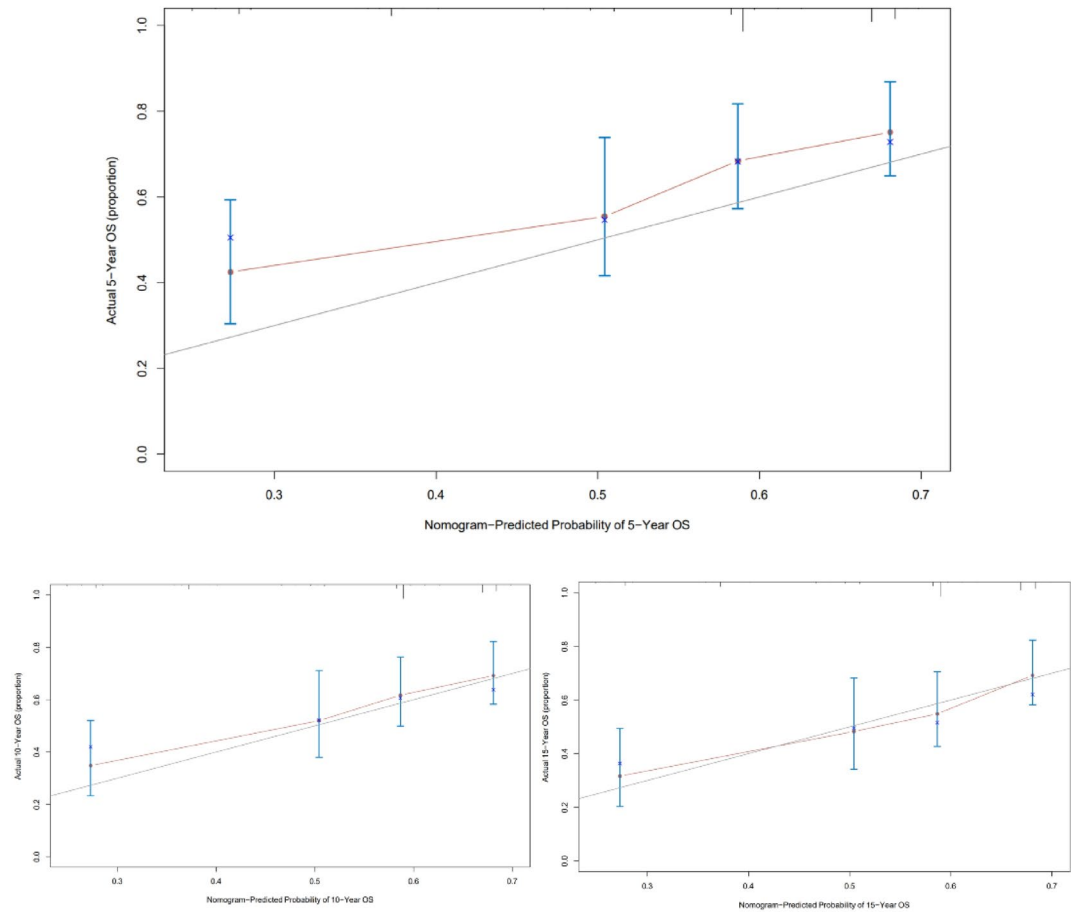 1.0
0.8
0.6
0.4
0.2
0.0
Actual 5−Year OS (proportion)
0.3 0.4 0.5 0.6 0.7
Nomogram−Predicted Probability of 5−Year OS
1.0
0.8
0.6
0.4
0.2
0.0
Actual 10−Year OS (proportion)
0.3 0.4 0.5 0.6 0.7
Nomogram−Predicted Probability of 10−Year OS
1.0
0.8
0.6
0.4
0.2
0.0
Actual 15−Year OS (proportion)
0.3 0.4 0.5 0.6 0.7
Nomogram−Predicted Probability of 15−Year OS